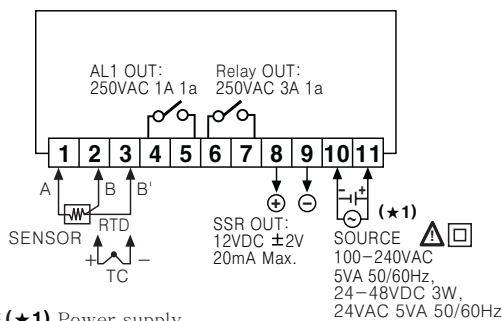 AL1 OUT:
250VAC 1A 1a
Relay OUT:
250VAC 3A 1a
1 2 3 4 5 6 7 8 9 10 11
A B B'
SENSOR
RTD
+ −
TC
+ −
SSR OUT:
12VDC ±2V
20mA Max.
− +
(★1)
SOURCE
100−240VAC
5VA 50/60Hz,
24−48VDC 3W,
24VAC 5VA 50/60Hz
(★1) Power supply